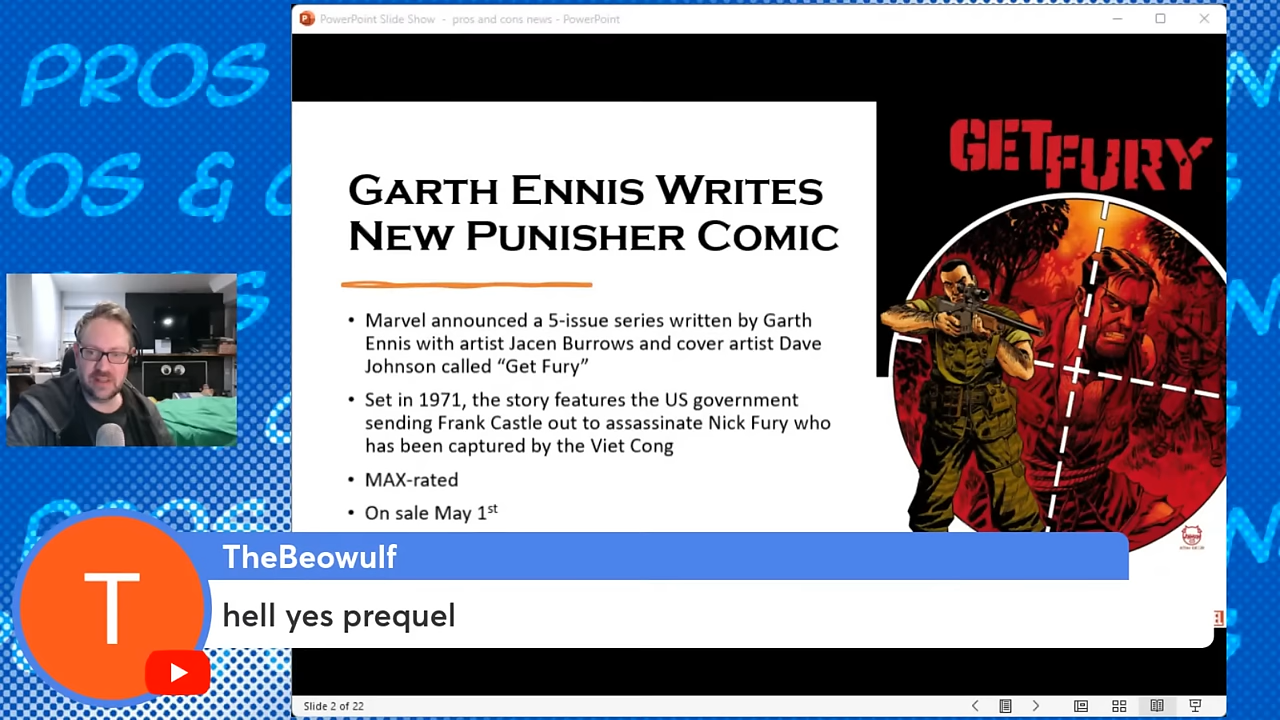 PowerPoint Slide Show - pros and cons news - PowerPoint
PROS
POS & C
GET FURY
GARTH ENNIS WRITES
NEW PUNISHER COMIC
• Marvel announced a 5-issue series written by Garth
Ennis with artist Jacen Burrows and cover artist Dave
Johnson called “Get Fury”
• Set in 1971, the story features the US government
sending Frank Castle out to assassinate Nick Fury who
has been captured by the Viet Cong
• MAX-rated
• On sale May 1st
T
TheBeowulf
hell yes prequel
Slide 2 of 22